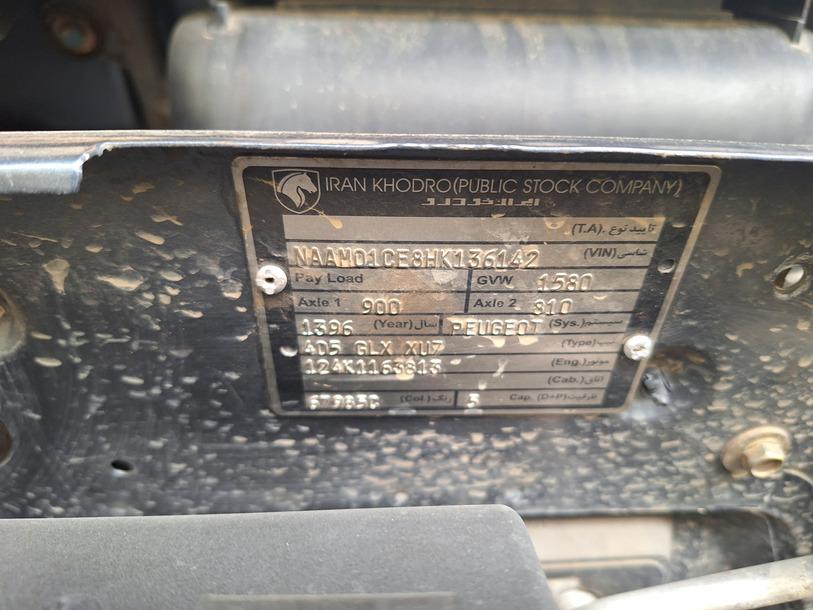 IRAN KHODRO(PUBLIC STOCK COMPANY)
ایران خودرو
تایید نوع .(T.A)
NAAM01CE8HK136142 شاسی(VIN)
Pay Load GVW 1580
Axle 1 900 Axle 2 810
1396 (Year)سال PEUGEOT (Sys.)سیستم
405 GLX XU7 (Type)تیپ
124K1163813 (Eng.)موتور
(Cab.)اتاق
67983C (Col.)رنگ 5 Cap. (D+P)ظرفیت